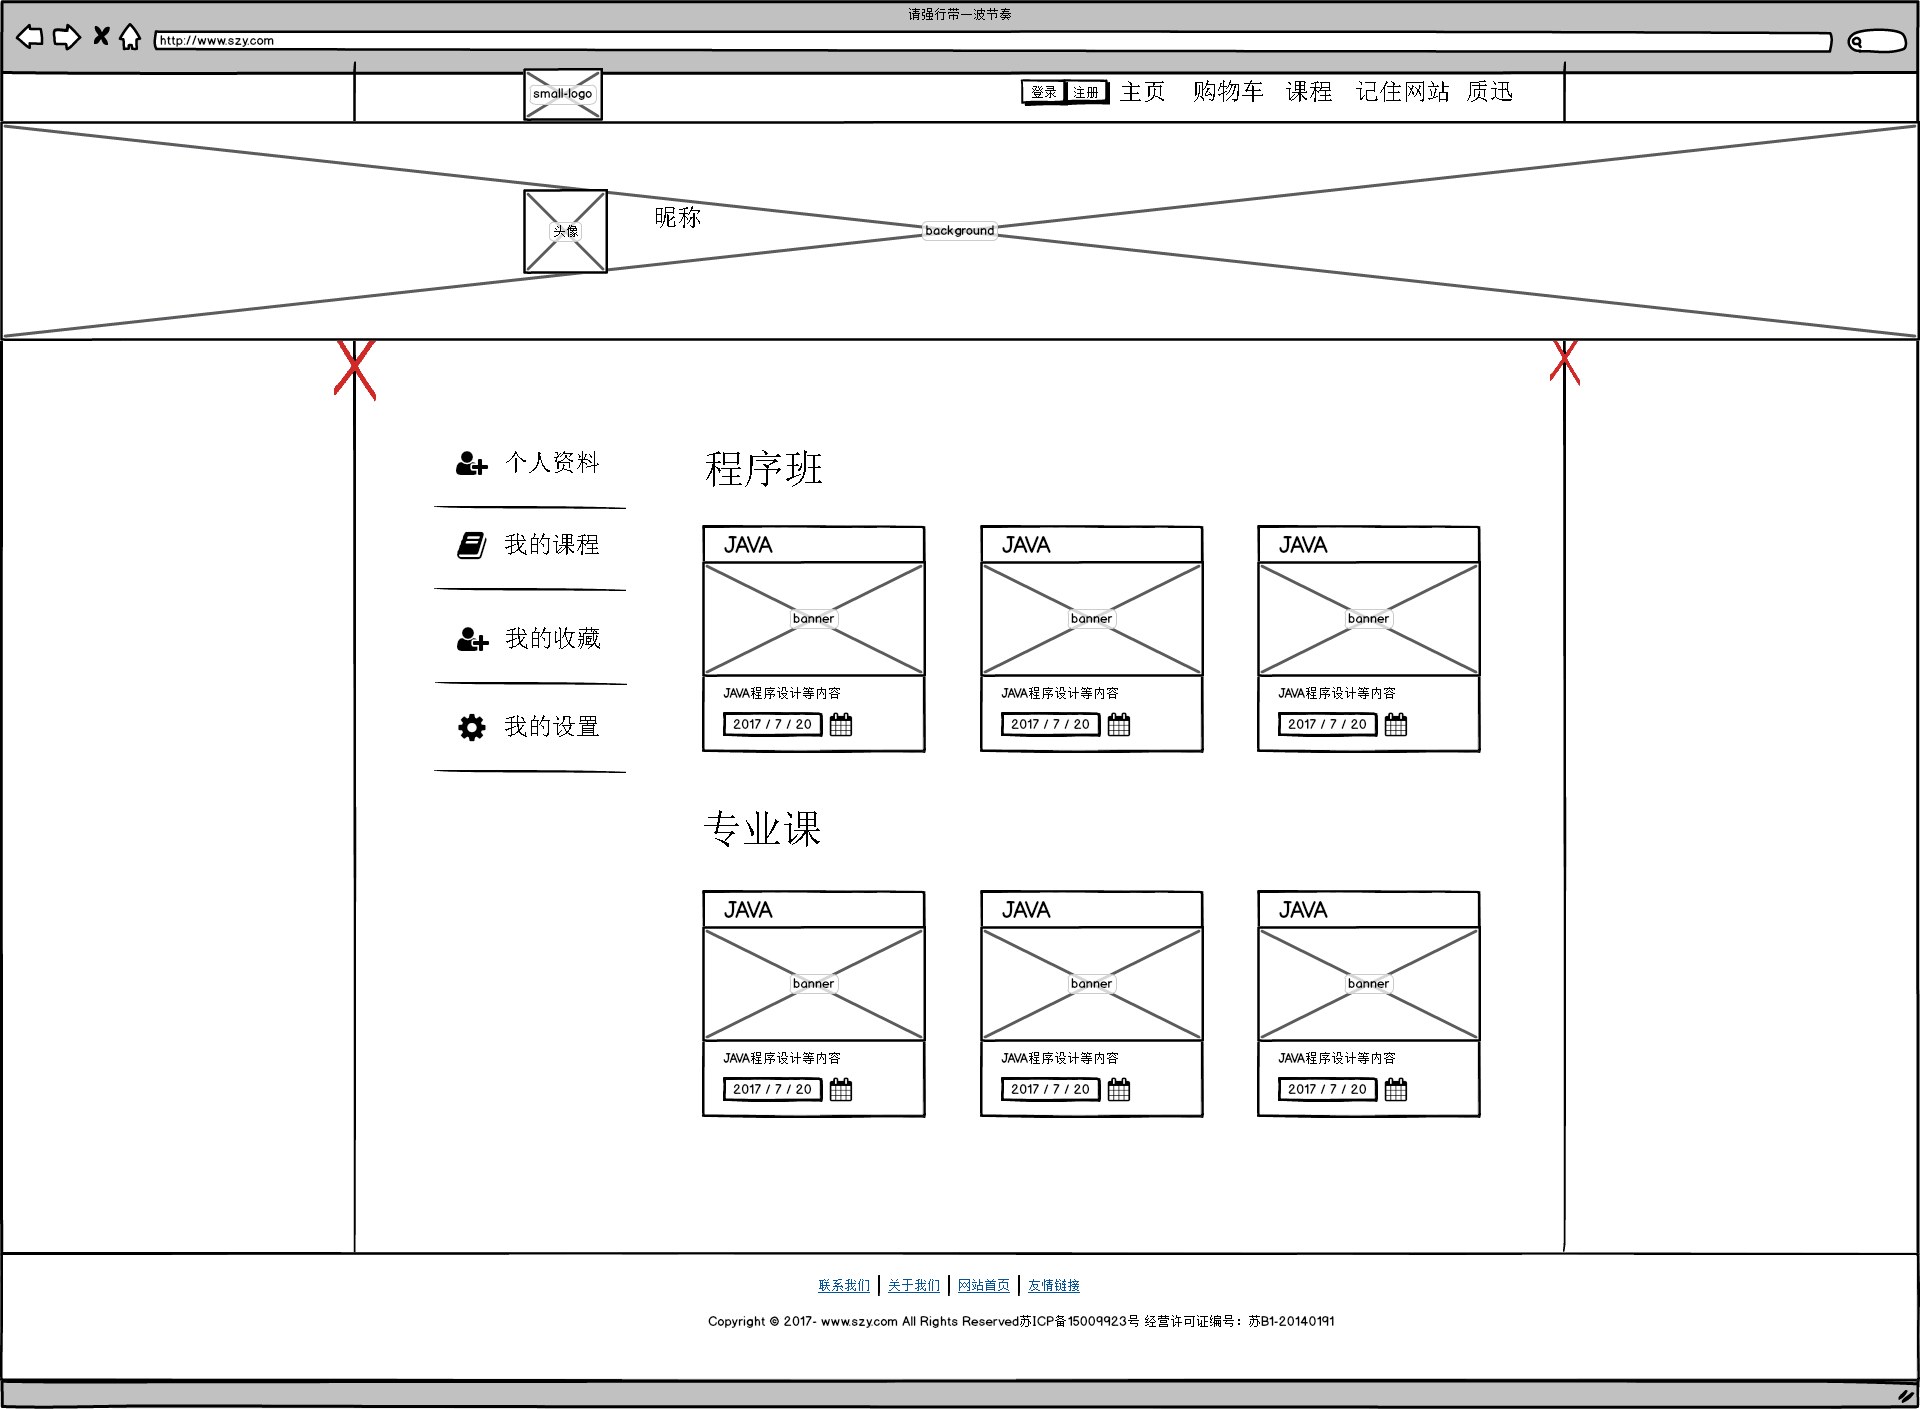 请强行带一波节奏
http://www.szy.com
small-logo
登录 注册 主页 购物车 课程 记住网站 质迅
头像
昵称
background
个人资料
我的课程
我的收藏
我的设置
程序班
JAVA JAVA JAVA
banner banner banner
JAVA程序设计等内容 JAVA程序设计等内容 JAVA程序设计等内容
2017 / 7 / 20 2017 / 7 / 20 2017 / 7 / 20
专业课
JAVA JAVA JAVA
banner banner banner
JAVA程序设计等内容 JAVA程序设计等内容 JAVA程序设计等内容
2017 / 7 / 20 2017 / 7 / 20 2017 / 7 / 20
联系我们 | 关于我们 | 网站首页 | 友情链接
Copyright © 2017- www.szy.com All Rights Reserved苏ICP备15009923号 经营许可证编号：苏B1-20140191